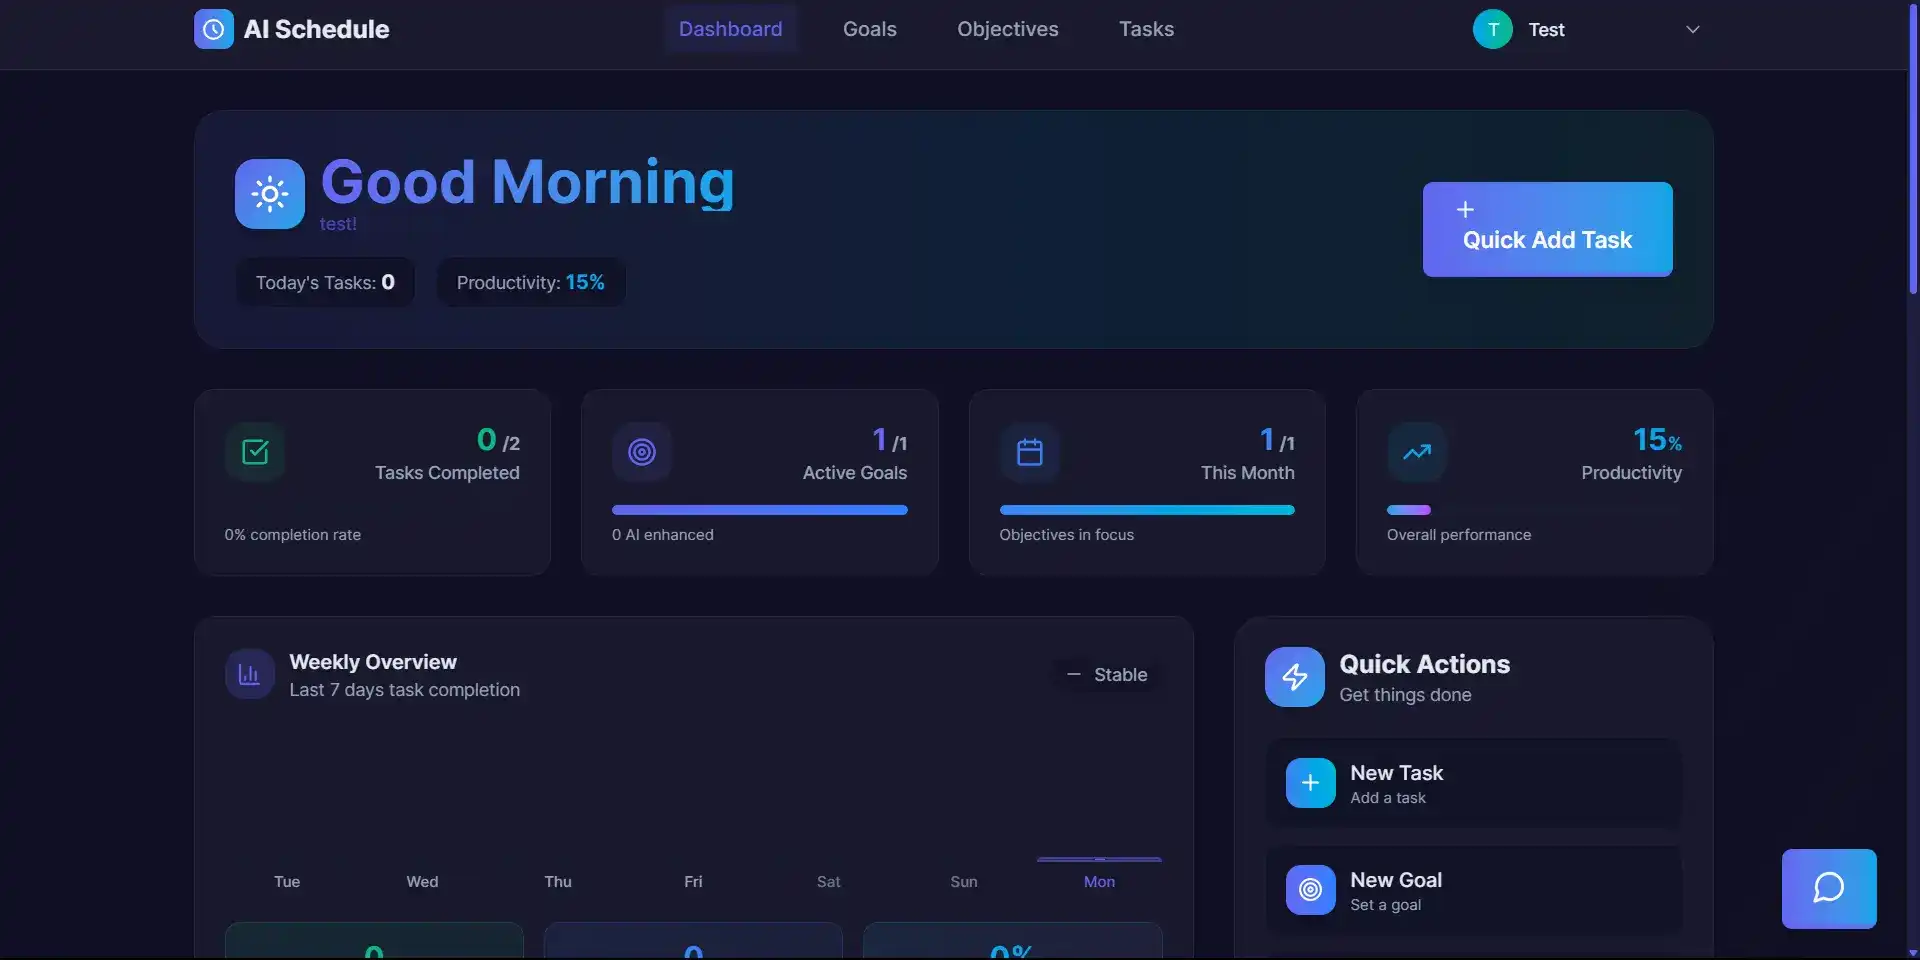 AI Schedule
Dashboard
Goals
Objectives
Tasks
T
Test
Good Morning
test!
Today's Tasks: 0
Productivity: 15%
Quick Add Task
0 /2
Tasks Completed
0% completion rate
1 /1
Active Goals
0 AI enhanced
1 /1
This Month
Objectives in focus
15%
Productivity
Overall performance
Weekly Overview
Last 7 days task completion
Stable
Tue
Wed
Thu
Fri
Sat
Sun
Mon
0
0
0%
Quick Actions
Get things done
New Task
Add a task
New Goal
Set a goal